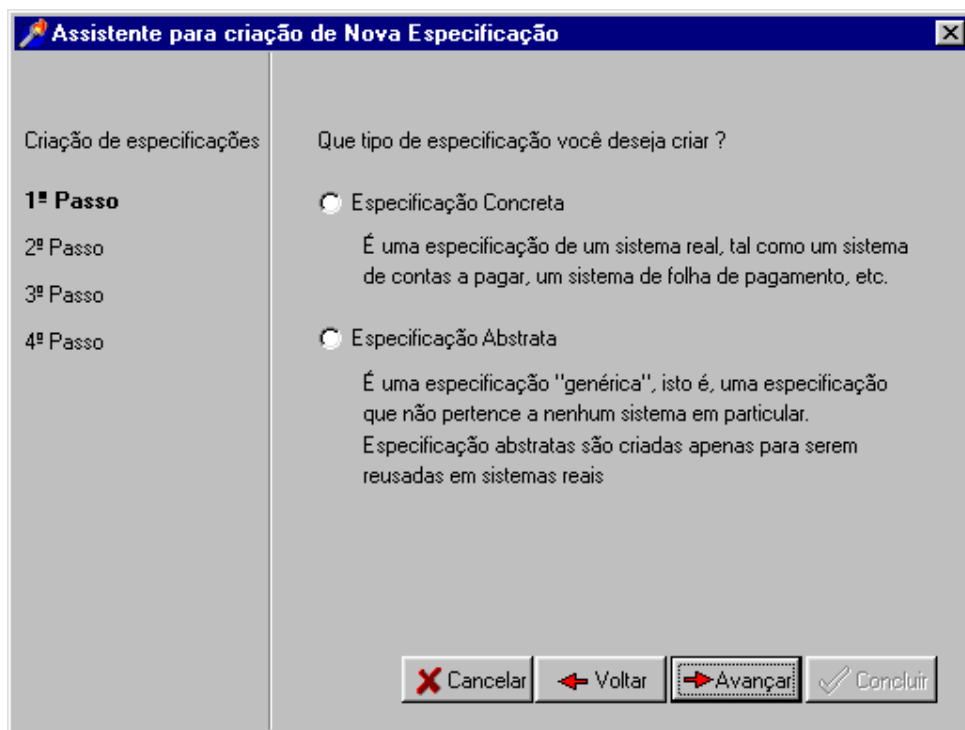 Assistente para criação de Nova Especificação
Criação de especificações
1º Passo
2º Passo
3º Passo
4º Passo
Que tipo de especificação você deseja criar ?
Especificação Concreta
É uma especificação de um sistema real, tal como um sistema
de contas a pagar, um sistema de folha de pagamento, etc.
Especificação Abstrata
É uma especificação "genérica", isto é, uma especificação
que não pertence a nenhum sistema em particular.
Especificação abstratas são criadas apenas para serem
reusadas em sistemas reais
Cancelar Voltar Avançar Concluir